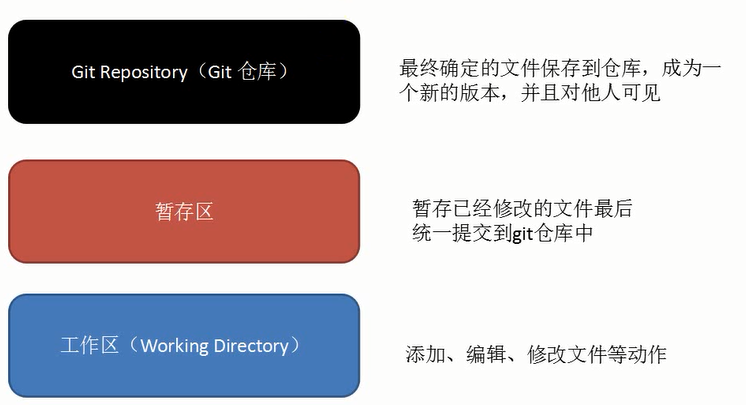 Git Repository（Git 仓库）
最终确定的文件保存到仓库，成为一
个新的版本，并且对他人可见
暂存区
暂存已经修改的文件最后
统一提交到git仓库中
工作区（Working Directory）
添加、编辑、修改文件等动作